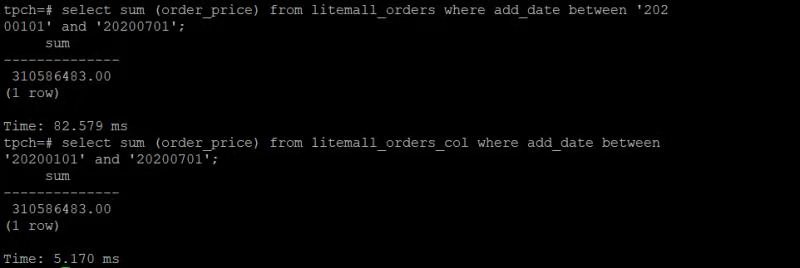 tpch=# select sum (order_price) from litemall_orders where add_date between '202
00101' and '20200701';
     sum
--------------
 310586483.00
(1 row)

Time: 82.579 ms
tpch=# select sum (order_price) from litemall_orders_col where add_date between
'20200101' and '20200701';
     sum
--------------
 310586483.00
(1 row)

Time: 5.170 ms